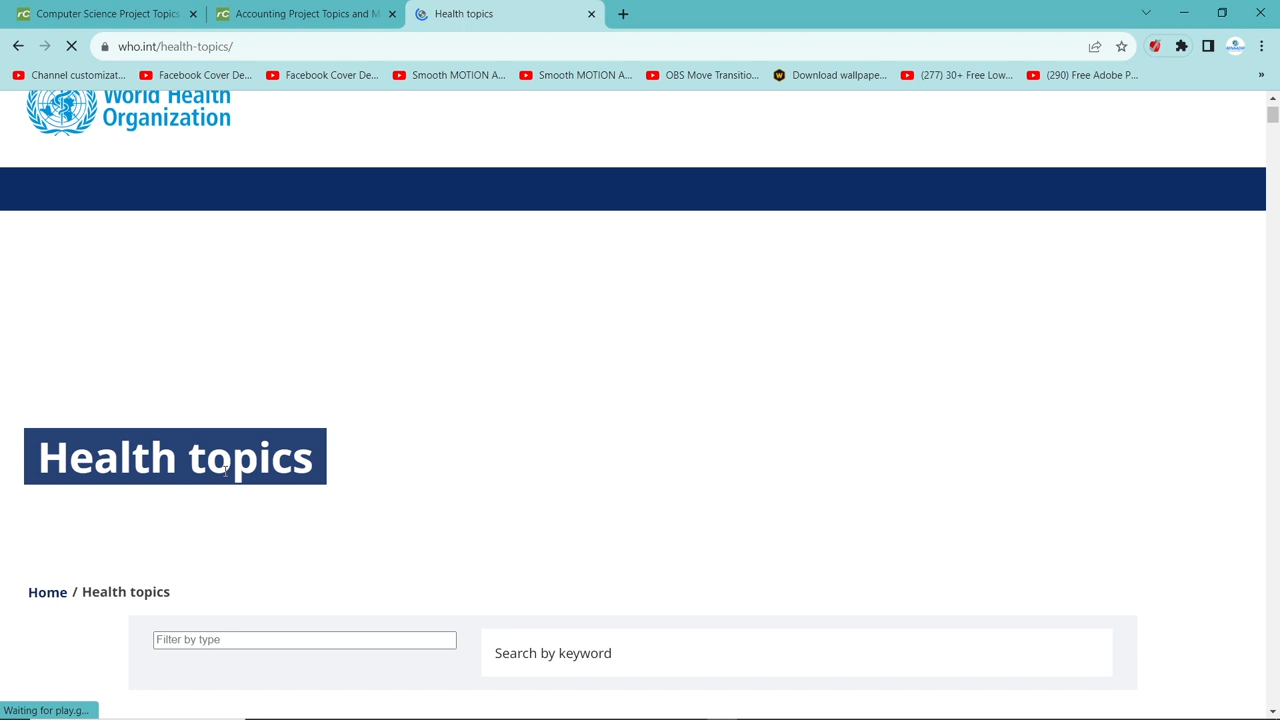 Computer Science Project Topics
Accounting Project Topics and M
Health topics
who.int/health-topics/
Channel customizat...
Facebook Cover De...
Facebook Cover De...
Smooth MOTION A...
Smooth MOTION A...
OBS Move Transitio...
Download wallpape...
(277) 30+ Free Low...
(290) Free Adobe P...
»
World Health
Organization
Health topics
Home / Health topics
Filter by type
Search by keyword
Waiting for play.g...